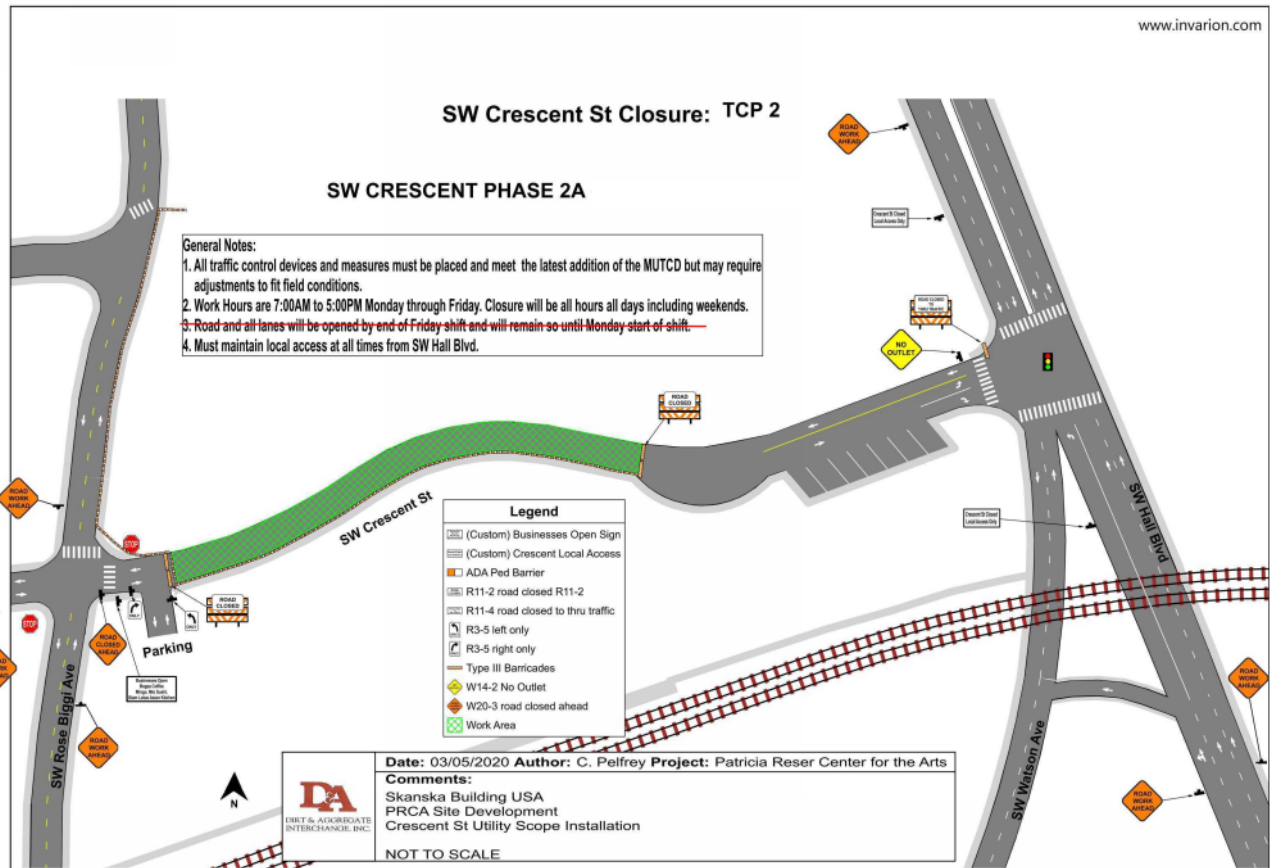 www.invarion.com
SW Crescent St Closure: TCP 2
SW CRESCENT PHASE 2A
General Notes:
1. All traffic control devices and measures must be placed and meet the latest addition of the MUTCD but may require
adjustments to fit field conditions.
2. Work Hours are 7:00AM to 5:00PM Monday through Friday. Closure will be all hours all days including weekends.
3. Road and all lanes will be opened by end of Friday shift and will remain so until Monday start of shift.
4. Must maintain local access at all times from SW Hall Blvd.
ROAD
WORK
AHEAD
Crescent St Closed
Local Access Only
ROAD CLOSED
TO
THRU TRAFFIC
NO
OUTLET
ROAD
CLOSED
ROAD
WORK
AHEAD
STOP
SW Crescent St
Crescent St Closed
Local Access Only
SW Hall Blvd
ROAD
CLOSED
ONLY
ONLY
STOP
ROAD
CLOSED
AHEAD
Parking
Businesses Open
ROAD
WORK
AHEAD
SW Rose Biggi Ave
Legend
(Custom) Businesses Open Sign
(Custom) Crescent Local Access
ADA Ped Barrier
R11-2 road closed R11-2
R11-4 road closed to thru traffic
R3-5 left only
R3-5 right only
Type III Barricades
W14-2 No Outlet
W20-3 road closed ahead
Work Area
ROAD
WORK
AHEAD
SW Watson Ave
ROAD
WORK
AHEAD
N
D&A
DIRT & AGGREGATE
INTERCHANGE, INC.
Date: 03/05/2020 Author: C. Pelfrey Project: Patricia Reser Center for the Arts
Comments:
Skanska Building USA
PRCA Site Development
Crescent St Utility Scope Installation
NOT TO SCALE